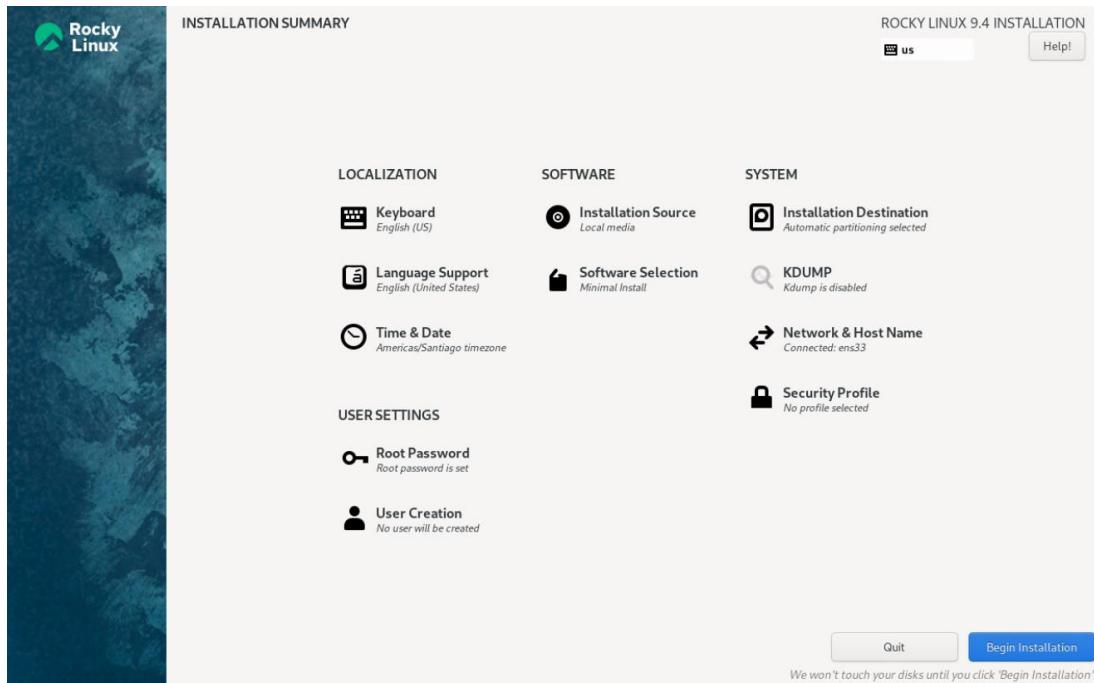 Rocky
Linux
INSTALLATION SUMMARY
ROCKY LINUX 9.4 INSTALLATION
us
Help!
LOCALIZATION
Keyboard
English (US)
Language Support
English (United States)
Time & Date
Americas/Santiago timezone
SOFTWARE
Installation Source
Local media
Software Selection
Minimal Install
SYSTEM
Installation Destination
Automatic partitioning selected
KDUMP
Kdump is disabled
Network & Host Name
Connected: ens33
Security Profile
No profile selected
USER SETTINGS
Root Password
Root password is set
User Creation
No user will be created
Quit
Begin Installation
We won't touch your disks until you click 'Begin Installation'